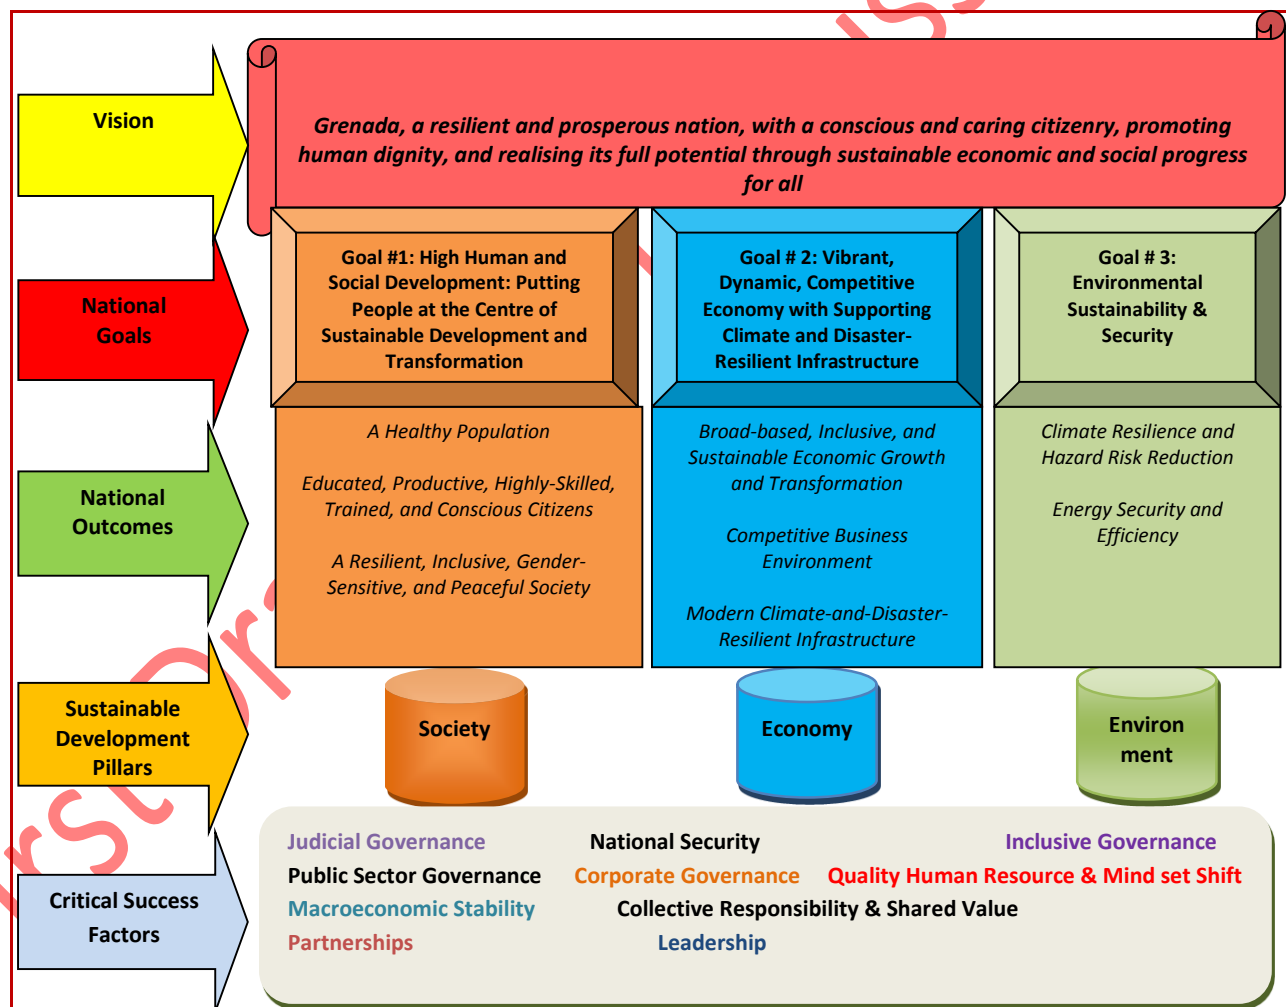 Vision
Grenada, a resilient and prosperous nation, with a conscious and caring citizenry, promoting
human dignity, and realising its full potential through sustainable economic and social progress
for all
National
Goals
Goal #1: High Human and
Social Development: Putting
People at the Centre of
Sustainable Development and
Transformation
Goal # 2: Vibrant,
Dynamic, Competitive
Economy with Supporting
Climate and Disaster-
Resilient Infrastructure
Goal # 3:
Environmental
Sustainability &
Security
National
Outcomes
A Healthy Population
Educated, Productive, Highly-Skilled,
Trained, and Conscious Citizens
A Resilient, Inclusive, Gender-
Sensitive, and Peaceful Society
Broad-based, Inclusive, and
Sustainable Economic Growth
and Transformation
Competitive Business
Environment
Modern Climate-and-Disaster-
Resilient Infrastructure
Climate Resilience and
Hazard Risk Reduction
Energy Security and
Efficiency
Sustainable
Development
Pillars
Society
Economy
Environ
ment
Critical Success
Factors
Judicial Governance National Security Inclusive Governance
Public Sector Governance Corporate Governance Quality Human Resource & Mind set Shift
Macroeconomic Stability Collective Responsibility & Shared Value
Partnerships Leadership